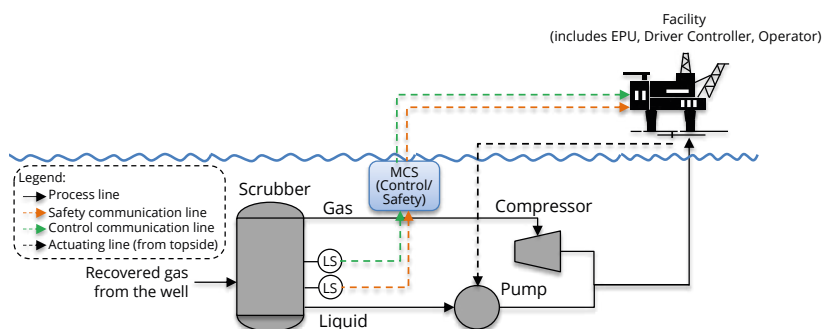 Facility
(includes EPU, Driver Controller, Operator)
MCS
(Control/
Safety)
Legend:
Process line
Safety communication line
Control communication line
Actuating line (from topside)
Scrubber
Gas
Compressor
LS
LS
Recovered gas
from the well
Pump
Liquid